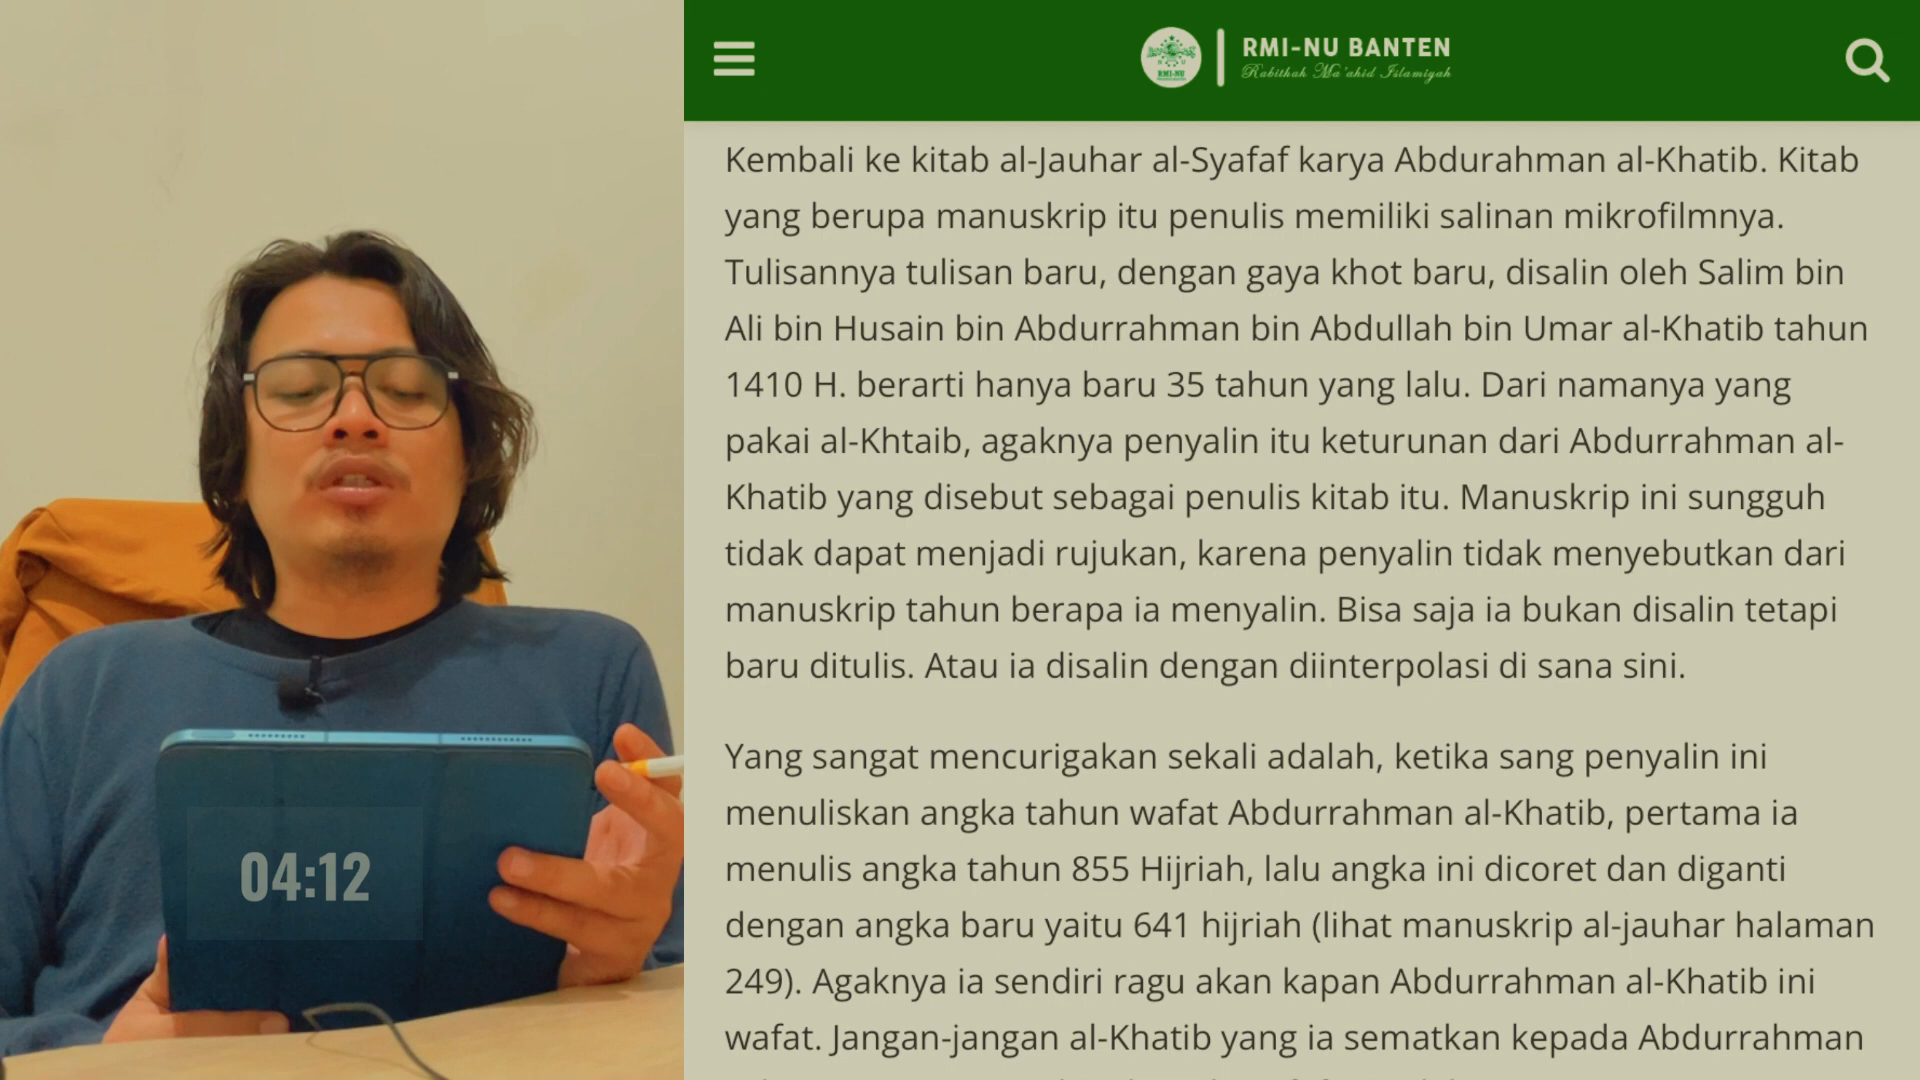 RMI-NU BANTEN
Rabithah Ma'ahid Islamiyah
RMI-NU
Kembali ke kitab al-Jauhar al-Syafaf karya Abdurahman al-Khatib. Kitab
yang berupa manuskrip itu penulis memiliki salinan mikrofilmnya.
Tulisannya tulisan baru, dengan gaya khot baru, disalin oleh Salim bin
Ali bin Husain bin Abdurrahman bin Abdullah bin Umar al-Khatib tahun
1410 H. berarti hanya baru 35 tahun yang lalu. Dari namanya yang
pakai al-Khtaib, agaknya penyalin itu keturunan dari Abdurrahman al-
Khatib yang disebut sebagai penulis kitab itu. Manuskrip ini sungguh
tidak dapat menjadi rujukan, karena penyalin tidak menyebutkan dari
manuskrip tahun berapa ia menyalin. Bisa saja ia bukan disalin tetapi
baru ditulis. Atau ia disalin dengan diinterpolasi di sana sini.
Yang sangat mencurigakan sekali adalah, ketika sang penyalin ini
menuliskan angka tahun wafat Abdurrahman al-Khatib, pertama ia
menulis angka tahun 855 Hijriah, lalu angka ini dicoret dan diganti
dengan angka baru yaitu 641 hijriah (lihat manuskrip al-jauhar halaman
249). Agaknya ia sendiri ragu akan kapan Abdurrahman al-Khatib ini
wafat. Jangan-jangan al-Khatib yang ia sematkan kepada Abdurrahman
04:12